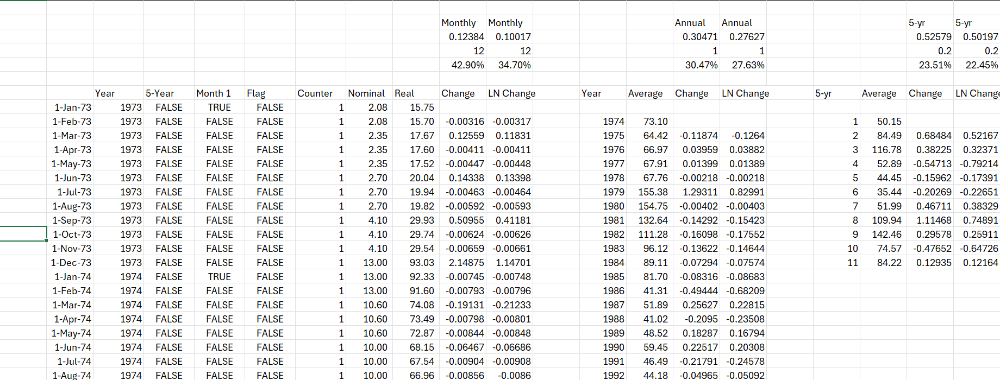 Monthly Monthly Annual Annual 5-yr 5-yr
0.12384 0.10017 0.30471 0.27627 0.52579 0.50197
12 12 1 1 0.2 0.2
42.90% 34.70% 30.47% 27.63% 23.51% 22.45%
Year 5-Year Month 1 Flag Counter Nominal Real Change LN Change Year Average Change LN Change 5-yr Average Change LN Change
1-Jan-73 1973 FALSE TRUE FALSE 1 2.08 15.75
1-Feb-73 1973 FALSE FALSE FALSE 1 2.08 15.70 -0.00316 -0.00317 1974 73.10 1 50.15
1-Mar-73 1973 FALSE FALSE FALSE 1 2.35 17.67 0.12559 0.11831 1975 64.42 -0.11874 -0.1264 2 84.49 0.68484 0.52167
1-Apr-73 1973 FALSE FALSE FALSE 1 2.35 17.60 -0.00411 -0.00411 1976 66.97 0.03959 0.03882 3 116.78 0.38225 0.32371
1-May-73 1973 FALSE FALSE FALSE 1 2.35 17.52 -0.00447 -0.00448 1977 67.91 0.01399 0.01389 4 52.89 -0.54713 -0.79214
1-Jun-73 1973 FALSE FALSE FALSE 1 2.70 20.04 0.14338 0.13398 1978 67.76 -0.00218 -0.00218 5 44.45 -0.15962 -0.17391
1-Jul-73 1973 FALSE FALSE FALSE 1 2.70 19.94 -0.00463 -0.00464 1979 155.38 1.29311 0.82991 6 35.44 -0.20269 -0.22651
1-Aug-73 1973 FALSE FALSE FALSE 1 2.70 19.82 -0.00592 -0.00593 1980 154.75 -0.00402 -0.00403 7 51.99 0.46711 0.38329
1-Sep-73 1973 FALSE FALSE FALSE 1 4.10 29.93 0.50955 0.41181 1981 132.64 -0.14292 -0.15423 8 109.94 1.11468 0.74891
1-Oct-73 1973 FALSE FALSE FALSE 1 4.10 29.74 -0.00624 -0.00626 1982 111.28 -0.16098 -0.17552 9 142.46 0.29578 0.25911
1-Nov-73 1973 FALSE FALSE FALSE 1 4.10 29.54 -0.00659 -0.00661 1983 96.12 -0.13622 -0.14644 10 74.57 -0.47652 -0.64726
1-Dec-73 1973 FALSE FALSE FALSE 1 13.00 93.03 2.14875 1.14701 1984 89.11 -0.07294 -0.07574 11 84.22 0.12935 0.12164
1-Jan-74 1974 FALSE TRUE FALSE 1 13.00 92.33 -0.00745 -0.00748 1985 81.70 -0.08316 -0.08683
1-Feb-74 1974 FALSE FALSE FALSE 1 13.00 91.60 -0.00793 -0.00796 1986 41.31 -0.49444 -0.68209
1-Mar-74 1974 FALSE FALSE FALSE 1 10.60 74.08 -0.19131 -0.21233 1987 51.89 0.25627 0.22815
1-Apr-74 1974 FALSE FALSE FALSE 1 10.60 73.49 -0.00798 -0.00801 1988 41.02 -0.2095 -0.23508
1-May-74 1974 FALSE FALSE FALSE 1 10.60 72.87 -0.00844 -0.00848 1989 48.52 0.18287 0.16794
1-Jun-74 1974 FALSE FALSE FALSE 1 10.00 68.15 -0.06467 -0.06686 1990 59.45 0.22517 0.20308
1-Jul-74 1974 FALSE FALSE FALSE 1 10.00 67.54 -0.00904 -0.00908 1991 46.49 -0.21791 -0.24578
1-Aug-74 1974 FALSE FALSE FALSE 1 10.00 66.96 -0.00856 -0.0086 1992 44.18 -0.04965 -0.05092